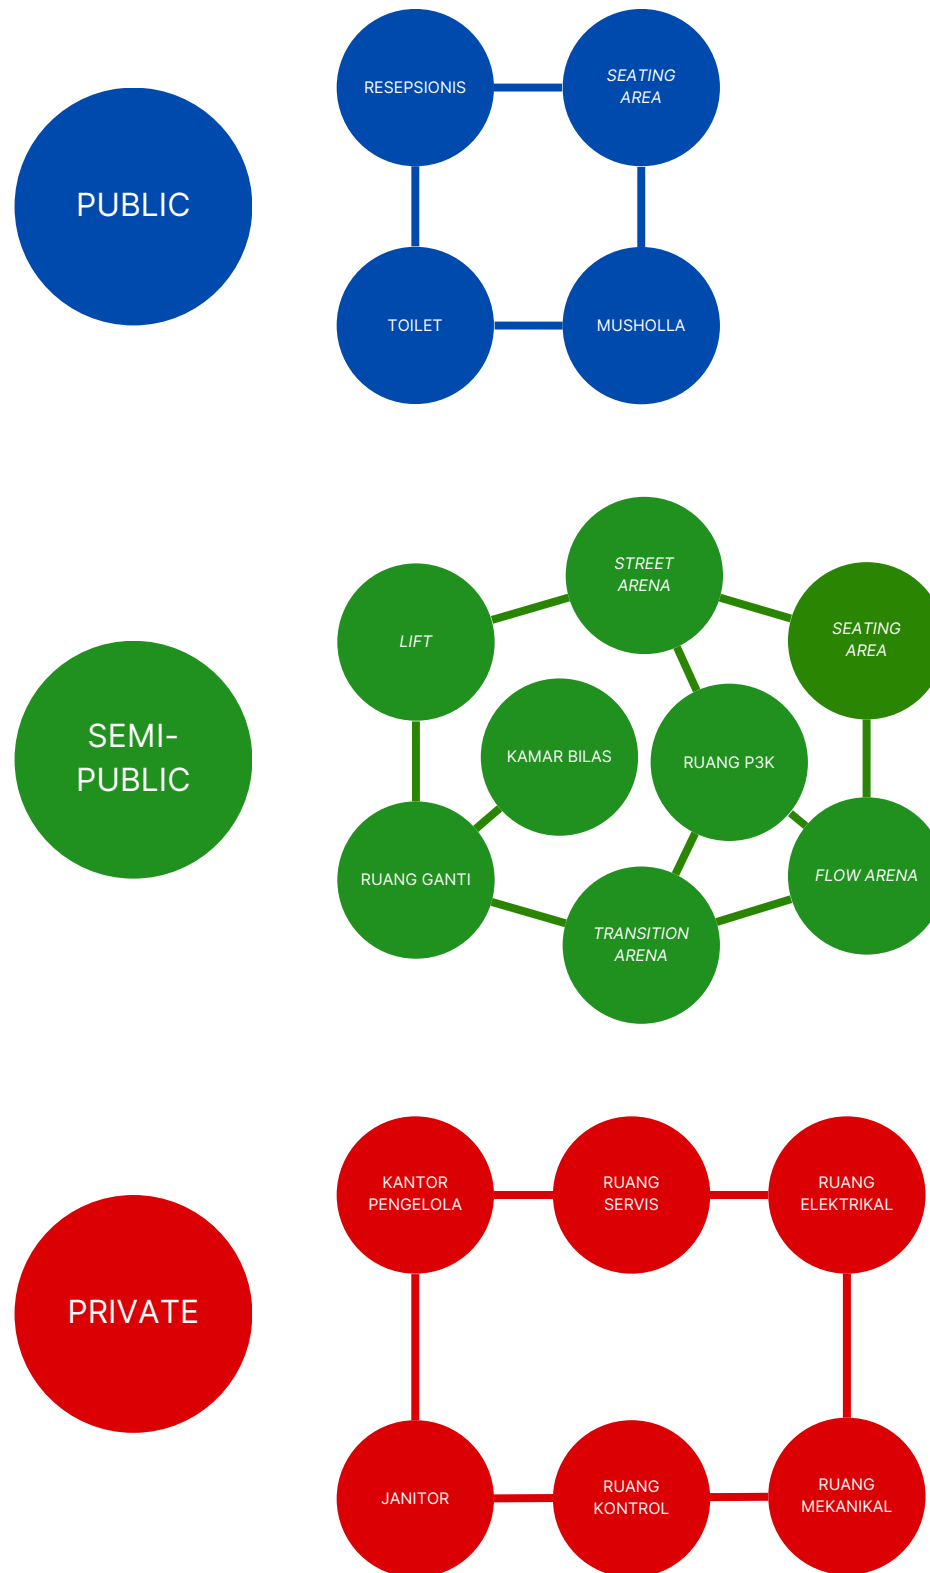 PUBLIC
RESEPSIONIS
SEATING
AREA
TOILET
MUSHOLLA
SEMI-
PUBLIC
STREET
ARENA
LIFT
SEATING
AREA
KAMAR BILAS
RUANG P3K
RUANG GANTI
FLOW ARENA
TRANSITION
ARENA
PRIVATE
KANTOR
PENGELOLA
RUANG
SERVIS
RUANG
ELEKTRIKAL
JANITOR
RUANG
KONTROL
RUANG
MEKANIKAL